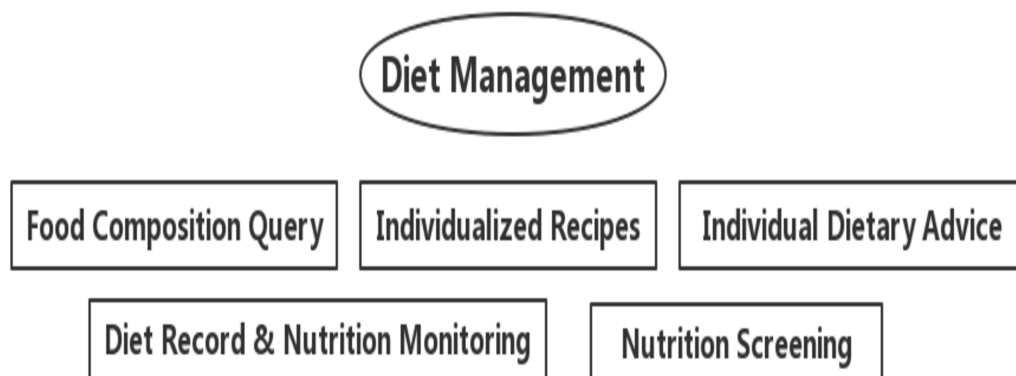 Diet Management
Food Composition Query
Individualized Recipes
Individual Dietary Advice
Diet Record & Nutrition Monitoring
Nutrition Screening